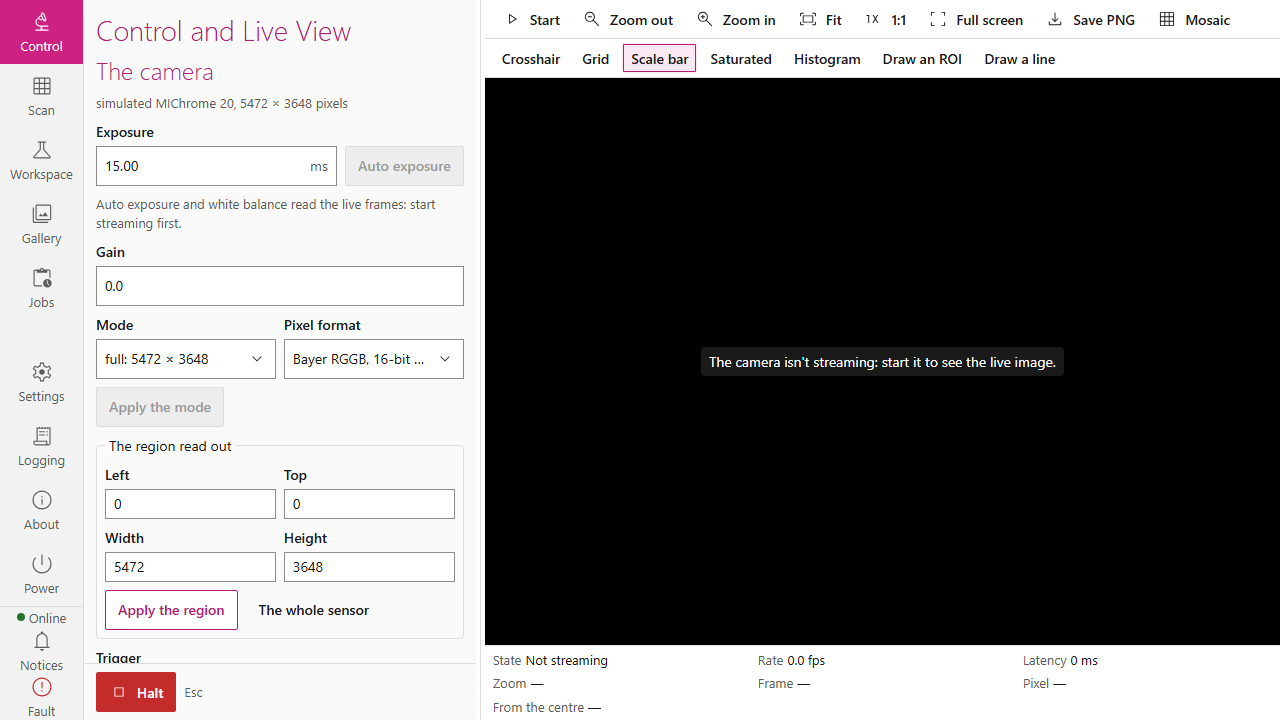 Control
Scan
Workspace
Gallery
Jobs
Settings
Logging
About
Power
Online
Notices
Fault
Control and Live View
The camera
simulated MIChrome 20, 5472 × 3648 pixels
Exposure
15.00 ms
Auto exposure
Auto exposure and white balance read the live frames: start
streaming first.
Gain
0.0
Mode Pixel format
full: 5472 × 3648 Bayer RGGB, 16-bit ...
Apply the mode
The region read out
Left Top
0 0
Width Height
5472 3648
Apply the region The whole sensor
Trigger
Halt Esc
Start Zoom out Zoom in Fit 1X 1:1 Full screen Save PNG Mosaic
Crosshair Grid Scale bar Saturated Histogram Draw an ROI Draw a line
The camera isn't streaming: start it to see the live image.
State Not streaming Rate 0.0 fps Latency 0 ms
Zoom — Frame — Pixel —
From the centre —